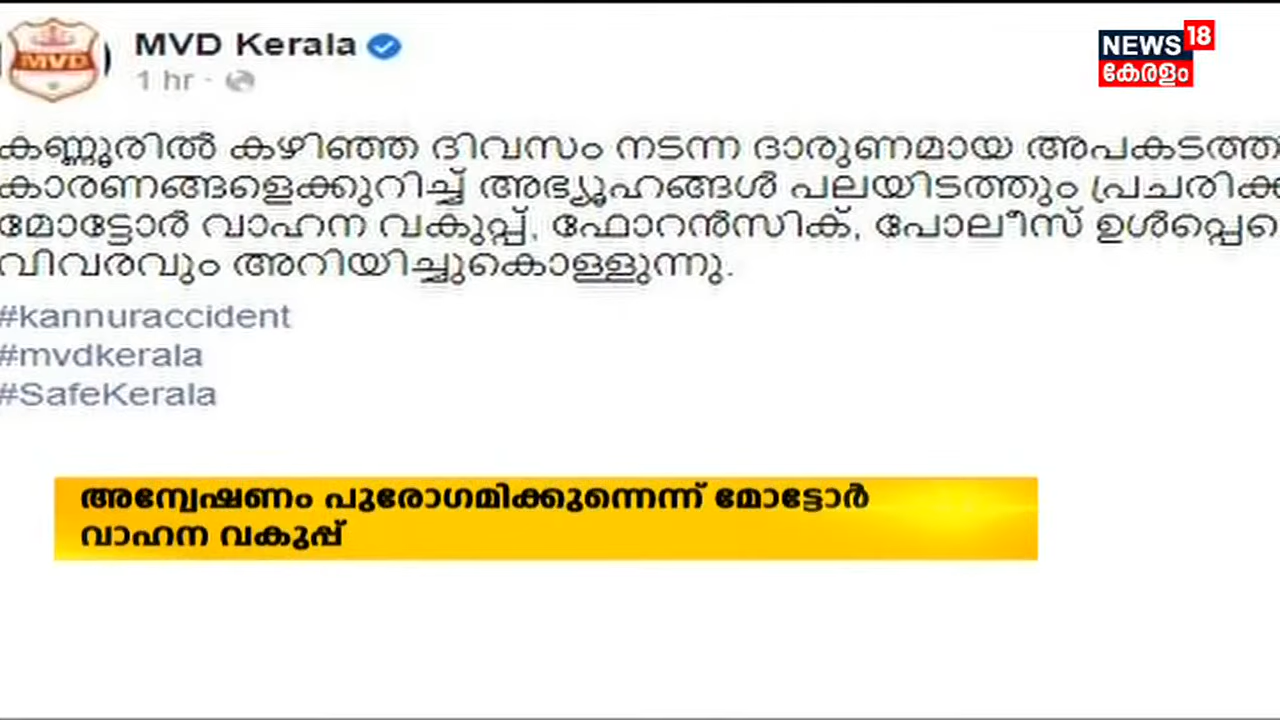 MVD Kerala
NEWS 18
1 hr ·
കേരളം
MVD
കണ്ണൂരിൽ കഴിഞ്ഞ ദിവസം നടന്ന ദാരുണമായ അപകടത്ത
കാരണങ്ങളെക്കുറിച്ച് അഭ്യൂഹങ്ങൾ പലയിടത്തും പ്രചരിക്ക
മോട്ടോർ വാഹന വകുപ്പ്, ഫോറൻസിക്, പോലീസ് ഉൾപ്പെടെ
വിവരവും അറിയിച്ചുകൊള്ളുന്നു.
#kannuraccident
#mvdkerala
#SafeKerala
അന്വേഷണം പുരോഗമിക്കുന്നെന്ന് മോട്ടോർ
വാഹന വകുപ്പ്